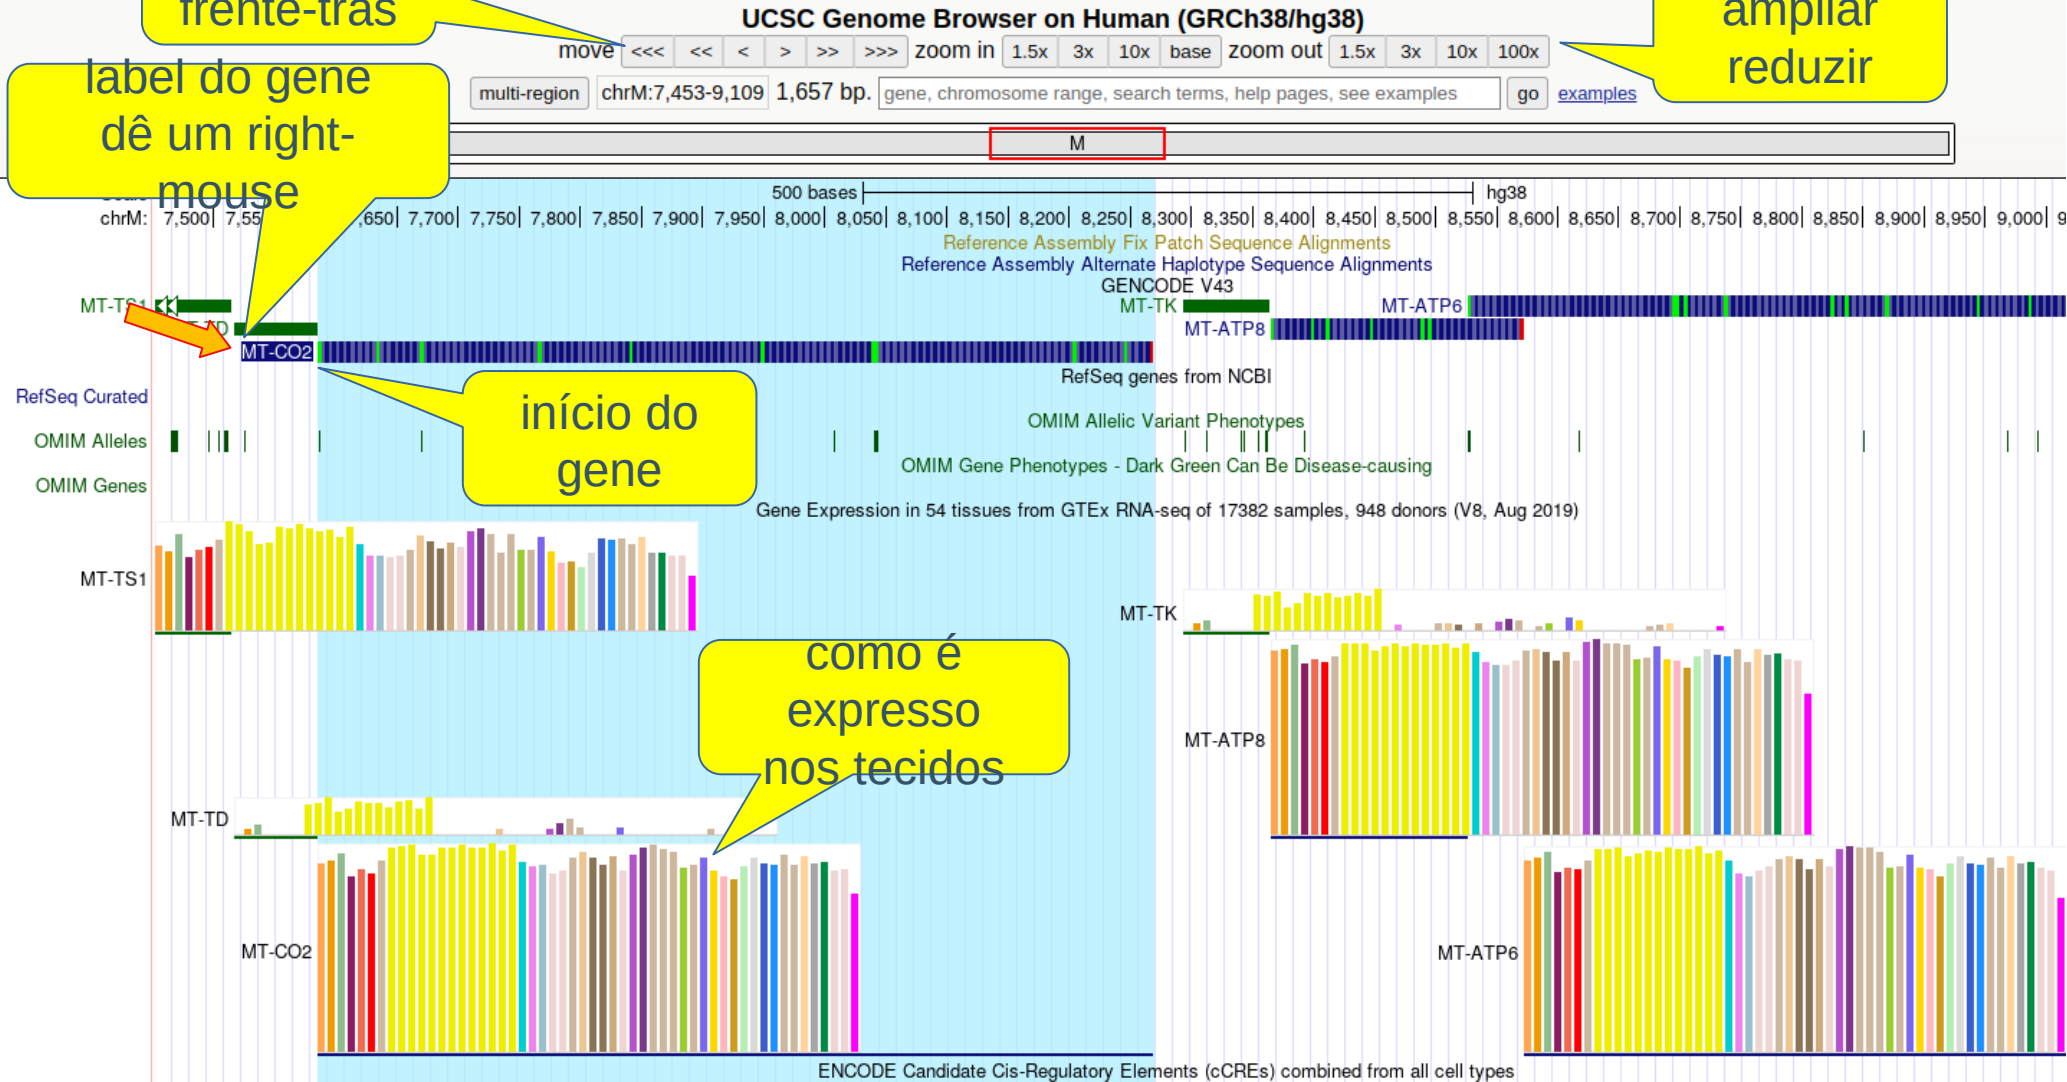 frente-trás
UCSC Genome Browser on Human (GRCh38/hg38)
ampliar
reduzir
move <<< << < > >> >>> zoom in 1.5x 3x 10x base zoom out 1.5x 3x 10x 100x
label do gene
dê um right-
mouse
multi-region chrM:7,453-9,109 1,657 bp. gene, chromosome range, search terms, help pages, see examples go examples
M
500 bases hg38
chrM: 7,500 7,55 ,650 7,700 7,750 7,800 7,850 7,900 7,950 8,000 8,050 8,100 8,150 8,200 8,250 8,300 8,350 8,400 8,450 8,500 8,550 8,600 8,650 8,700 8,750 8,800 8,850 8,900 8,950 9,000 9
Reference Assembly Fix Patch Sequence Alignments
Reference Assembly Alternate Haplotype Sequence Alignments
GENCODE V43
MT-TS1 MT-TK MT-ATP6
TD MT-ATP8
MT-CO2
RefSeq genes from NCBI
RefSeq Curated
início do
gene
OMIM Allelic Variant Phenotypes
OMIM Alleles
OMIM Gene Phenotypes - Dark Green Can Be Disease-causing
OMIM Genes
Gene Expression in 54 tissues from GTEx RNA-seq of 17382 samples, 948 donors (V8, Aug 2019)
MT-TS1
MT-TK
como é
expresso
nos tecidos
MT-ATP8
MT-TD
MT-CO2
MT-ATP6
ENCODE Candidate Cis-Regulatory Elements (cCREs) combined from all cell types